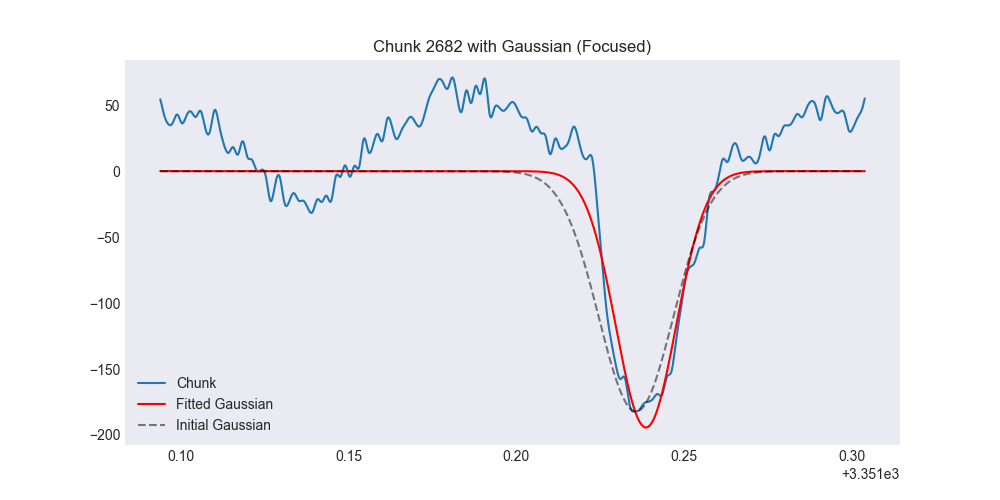 Chunk 2682 with Gaussian (Focused)
50
0
−50
−100
−150
−200
Chunk
Fitted Gaussian
Initial Gaussian
0.10 0.15 0.20 0.25 0.30
+3.351e3